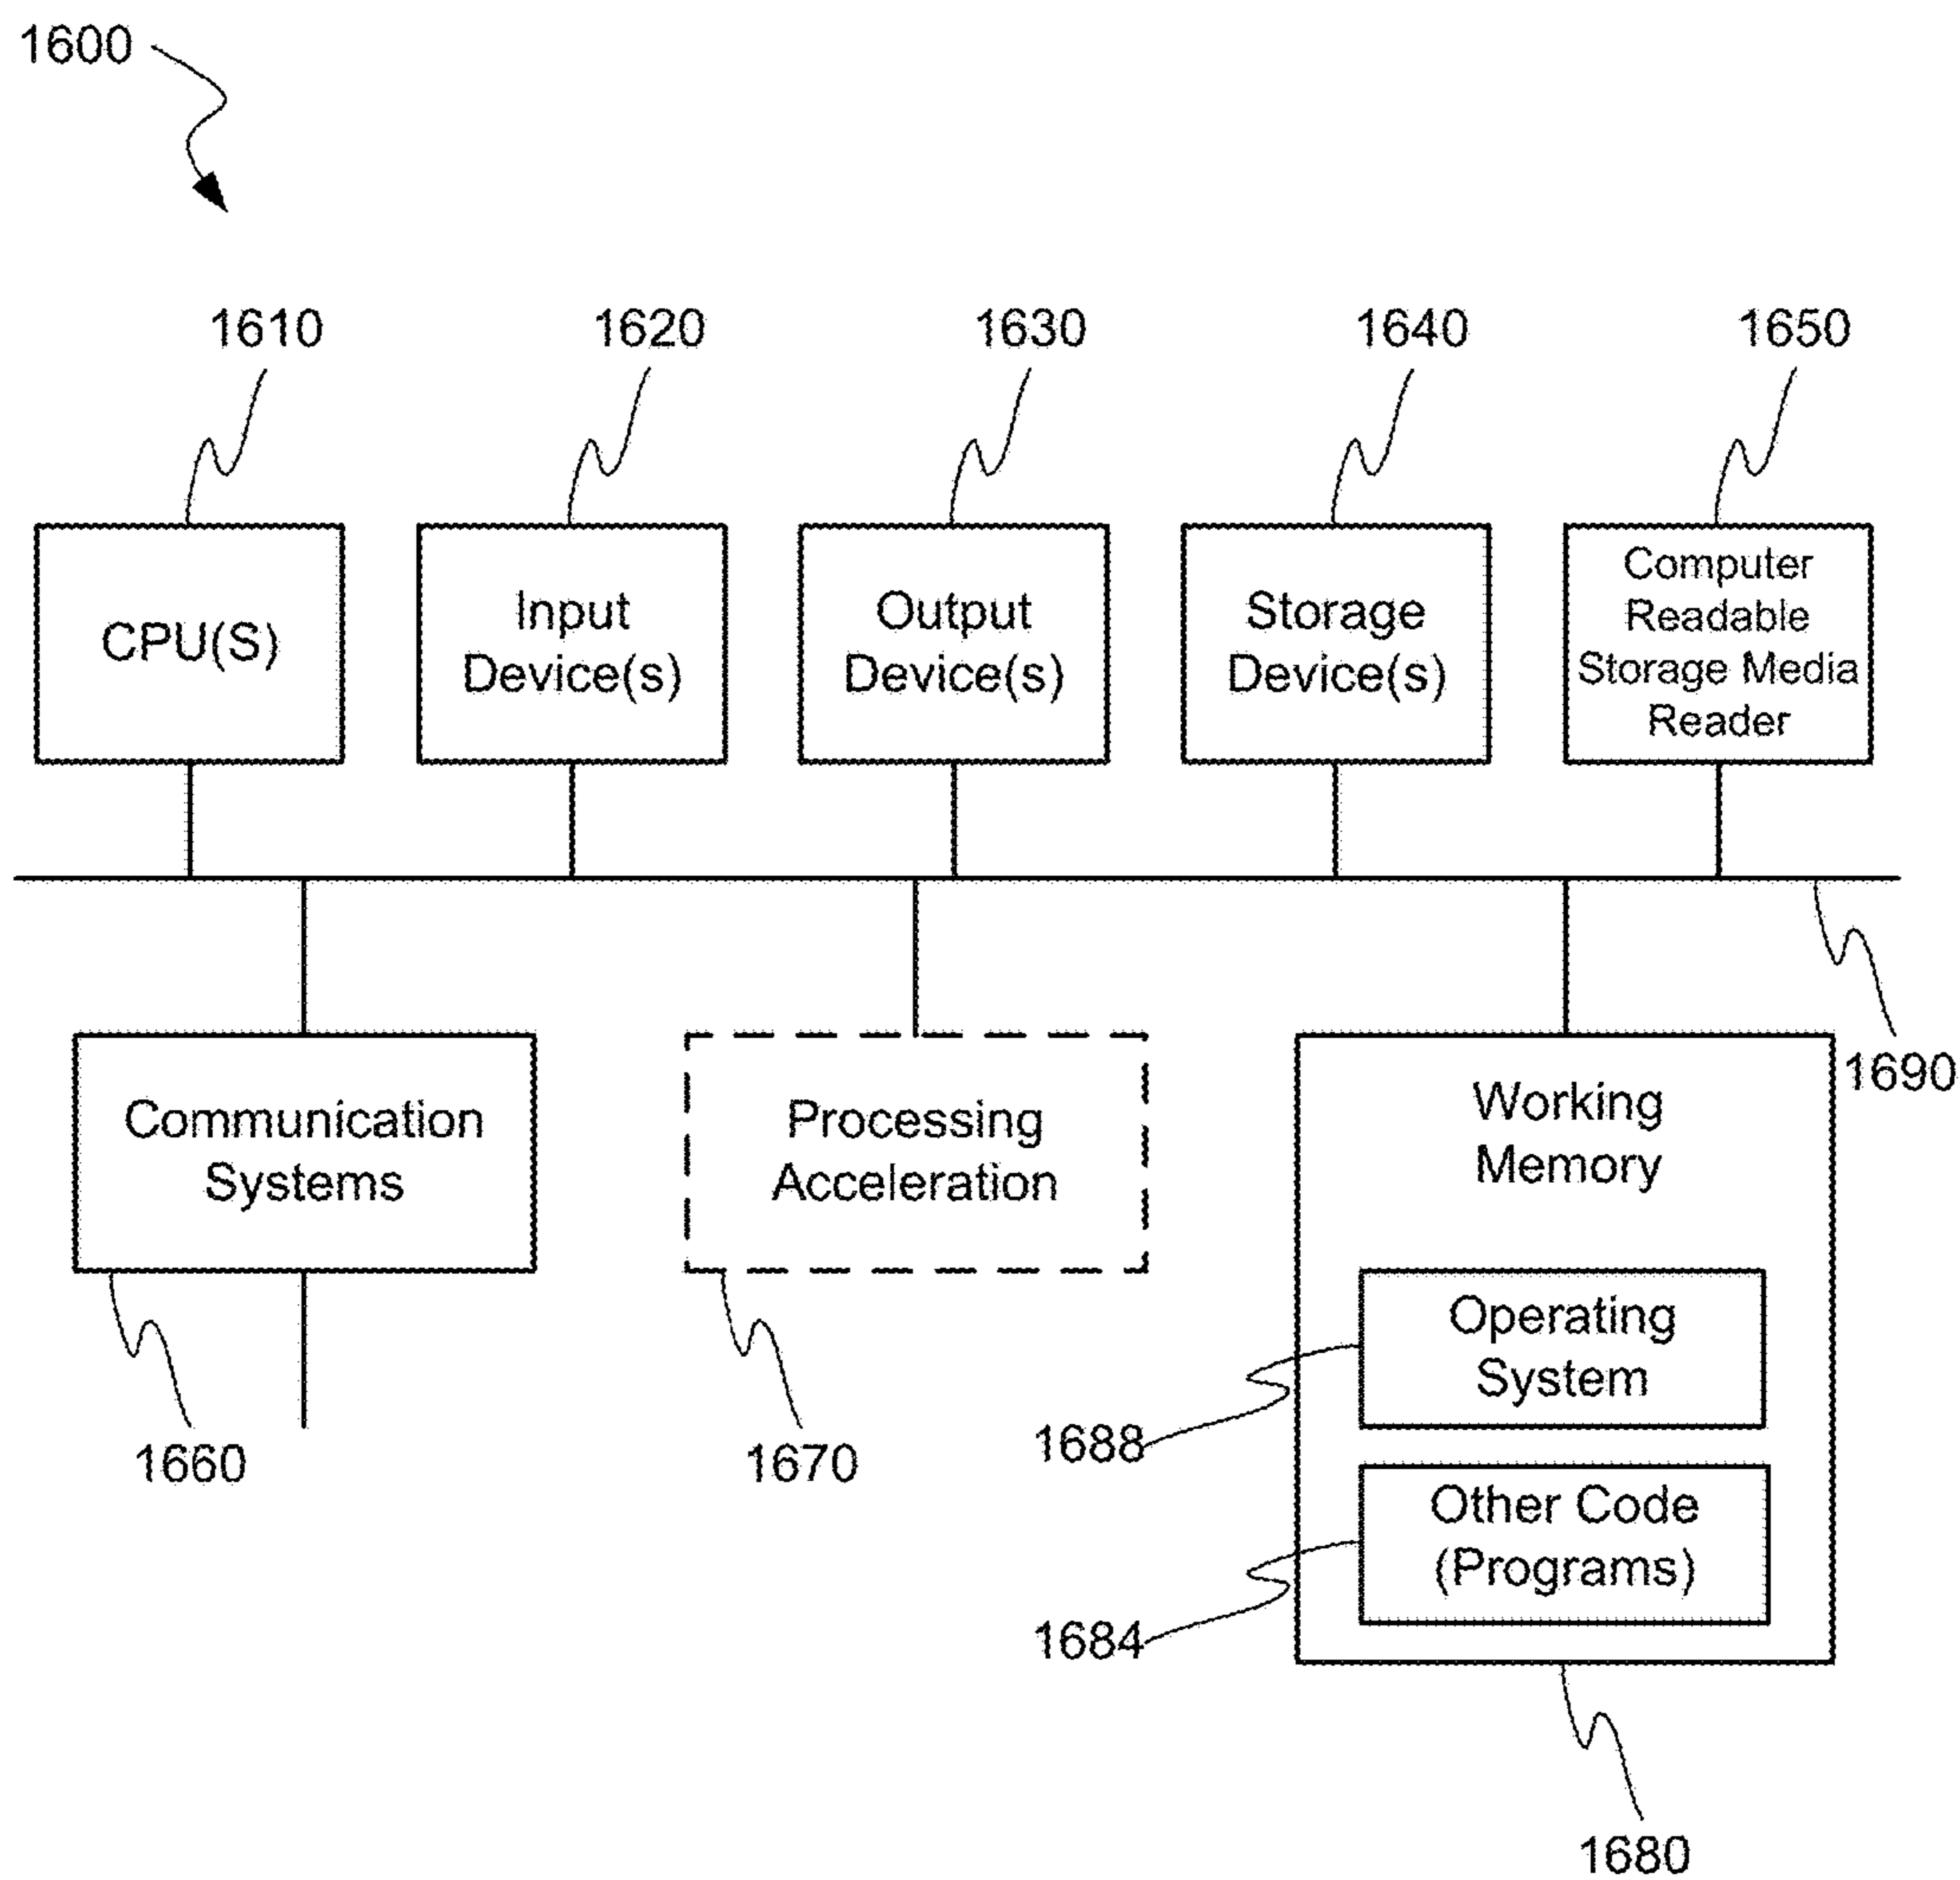 1600
1610
1620
1630
1640
1650
CPU(S)
Input
Device(s)
Output
Device(s)
Storage
Device(s)
Computer
Readable
Storage Media
Reader
1690
Communication
Systems
Processing
Acceleration
Working
Memory
Operating
System
1688
Other Code
(Programs)
1684
1660
1670
1680